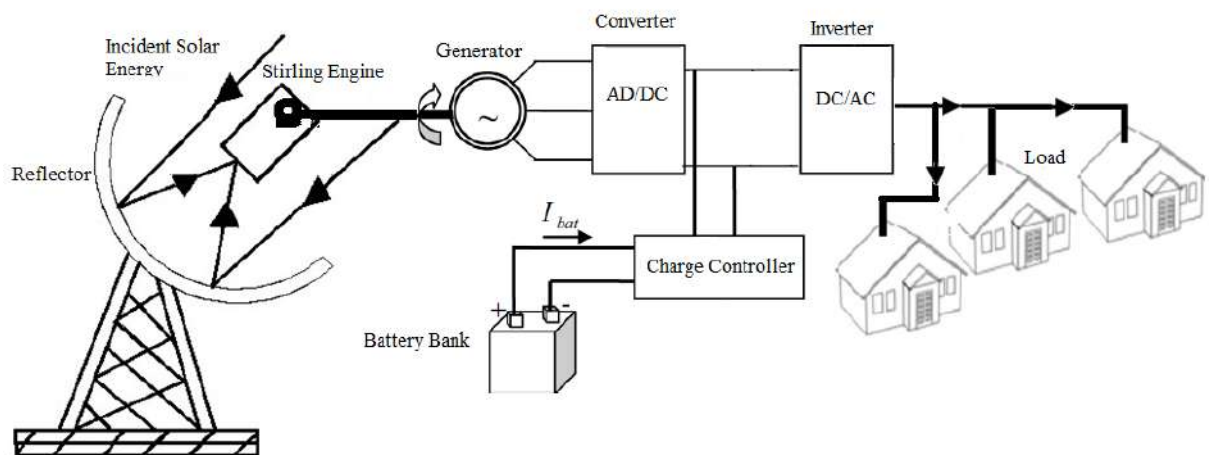 Converter
Inverter
Incident Solar
Energy
Generator
Stirling Engine
AD/DC
DC/AC
~
Reflector
Load
I bat
Charge Controller
+ -
Battery Bank